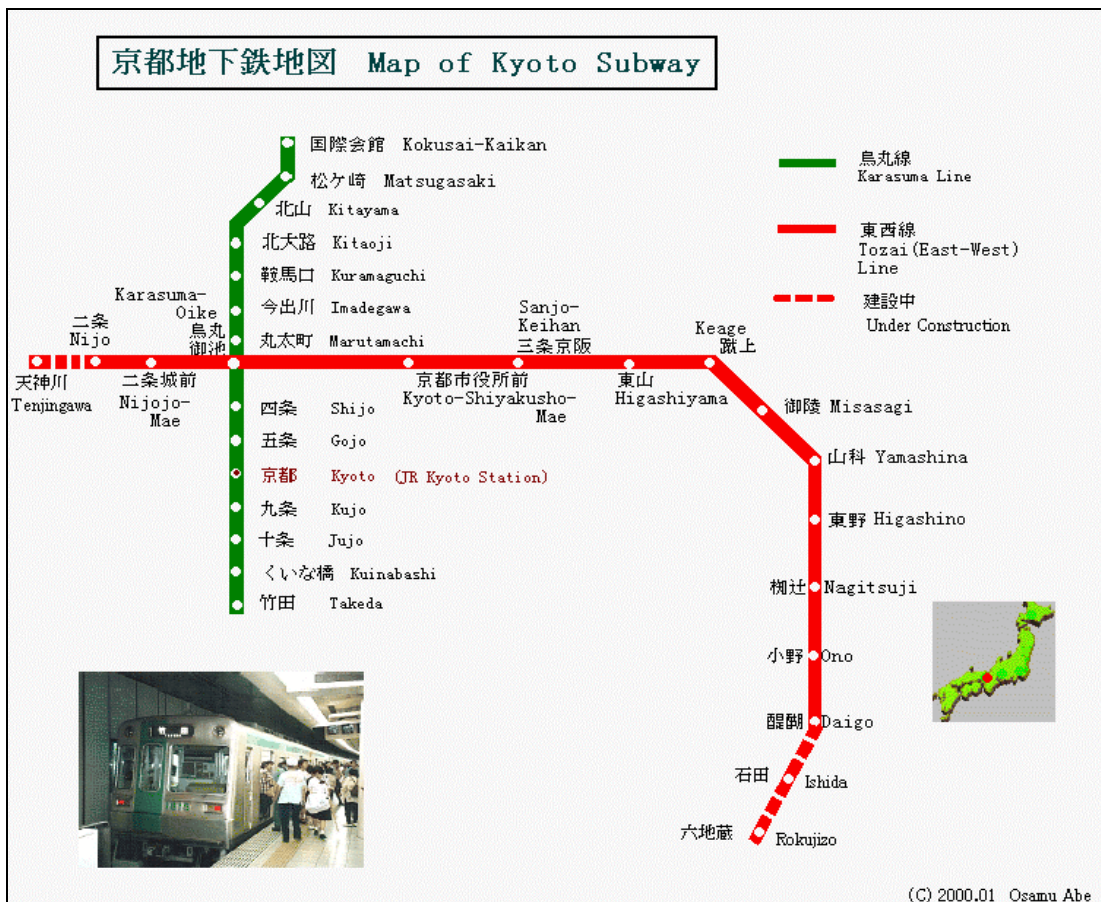 京都地下鉄地図 Map of Kyoto Subway
国際会館 Kokusai-Kaikan
松ケ崎 Matsugasaki
北山 Kitayama
北大路 Kitaoji
鞍馬口 Kuramaguchi
今出川 Imadegawa
丸太町 Marutamachi
烏丸線
Karasuma Line
東西線
Tozai(East-West)
Line
建設中
Under Construction
Karasuma-
Oike
烏丸
御池
二条
Nijo
天神川
Tenjingawa
二条城前
Nijojo-
Mae
京都市役所前
Kyoto-Shiyakusho-
Mae
Sanjo-
Keihan
三条京阪
東山
Higashiyama
Keage
蹴上
四条 Shijo
五条 Gojo
京都 Kyoto (JR Kyoto Station)
九条 Kujo
十条 Jujo
くいな橋 Kuinabashi
竹田 Takeda
御陵 Misasagi
山科 Yamashina
東野 Higashino
椥辻 Nagitsuji
小野 Ono
醍醐 Daigo
石田 Ishida
六地蔵 Rokujizo
(C) 2000.01 Osamu Abe